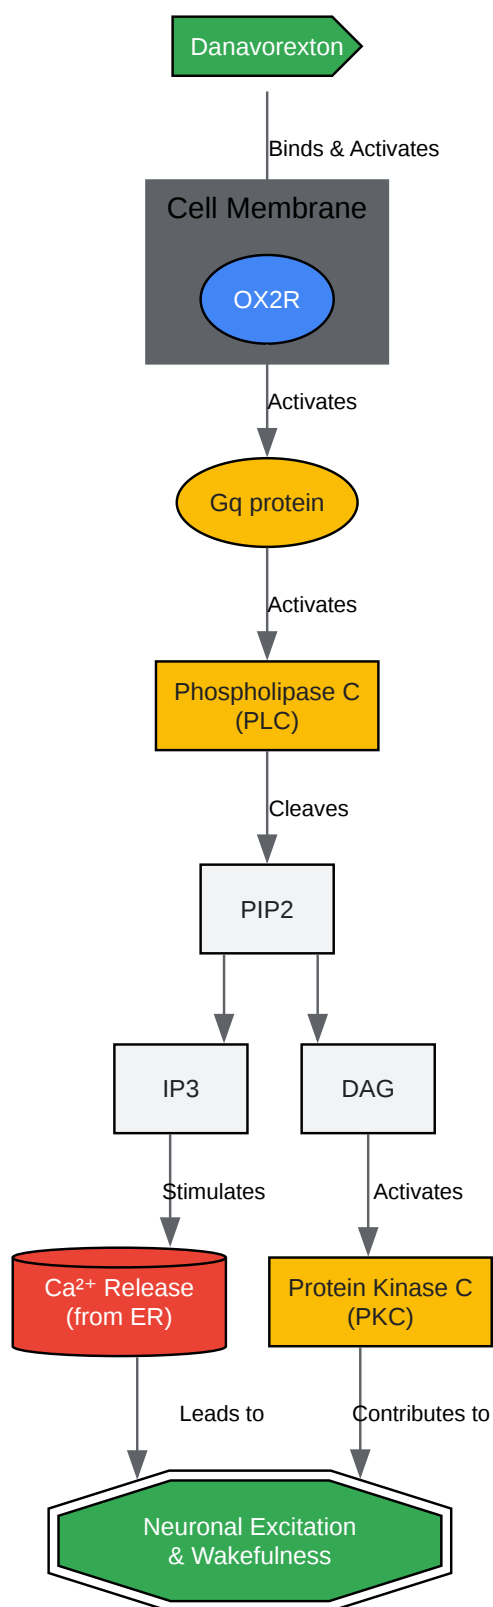 Danavorexton
Binds & Activates
Cell Membrane
OX2R
Activates
Gq protein
Activates
Phospholipase C
(PLC)
Cleaves
PIP2
IP3
DAG
Stimulates
Activates
Ca²⁺ Release
(from ER)
Protein Kinase C
(PKC)
Leads to
Contributes to
Neuronal Excitation
& Wakefulness